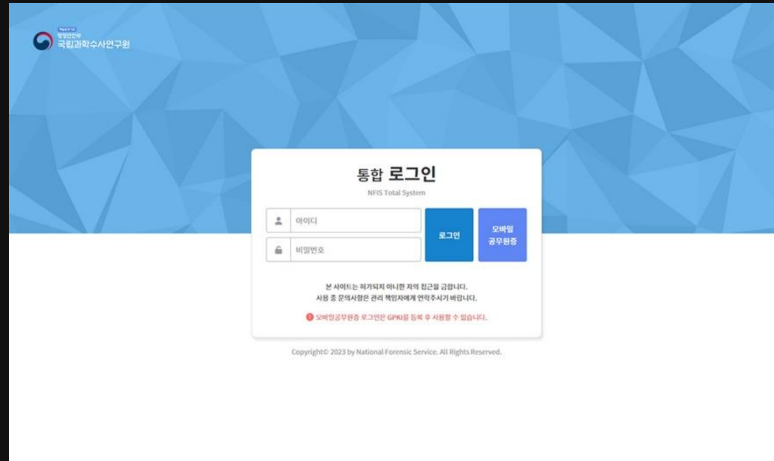 행정안전부
국립과학수사연구원
통합 로그인
NFIS Total System
아이디
비밀번호
로그인
모바일
공무원증
본 사이트는 허가되지 아니한 자의 접근을 금합니다.
사용 중 문의사항은 관리 책임자에게 연락주시기 바랍니다.
모바일공무원증 로그인은 GPKI를 등록 후 사용할 수 있습니다.
Copyright© 2023 by National Forensic Service. All Rights Reserved.